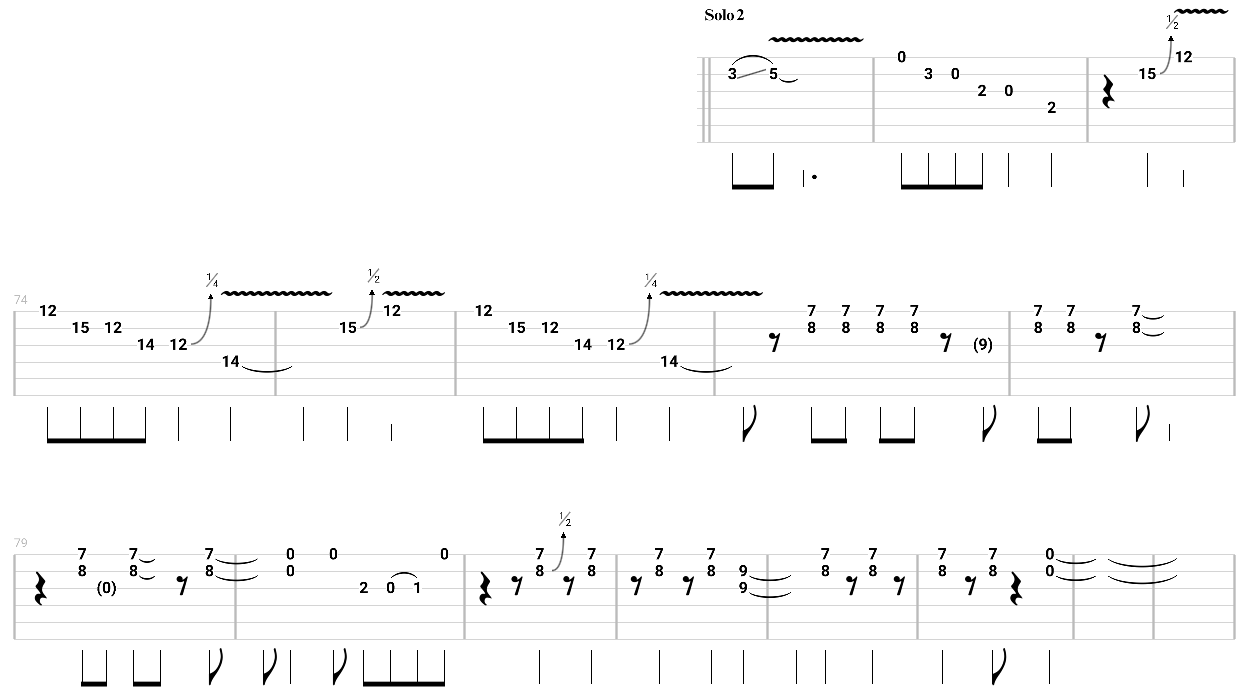 Solo 2
1/2
0 12
3 5 3 0 15
2 0
2
1/4 1/2 1/4
74
12 12 12 7 7 7 7 7 7 7
15 12 15 15 12 8 8 8 8 8 8 8
14 12 14 12 (9)
14 14
1/2
79
7 7 7 0 0 0 7 7 7 7 7 7 7 7 0
8 8 8 0 8 8 8 8 9 8 8 8 8 0
(0) 2 0 1 9